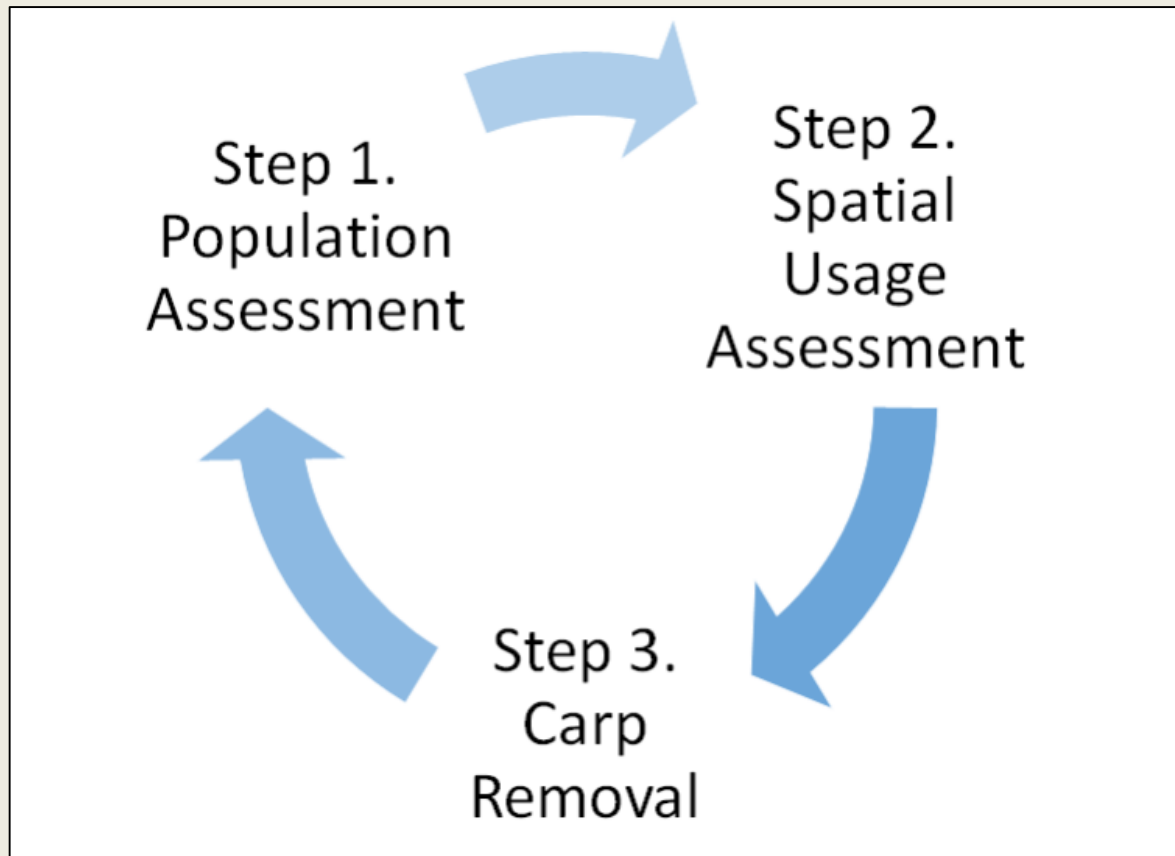 Step 1.
Population
Assessment
Step 2.
Spatial
Usage
Assessment
Step 3.
Carp
Removal